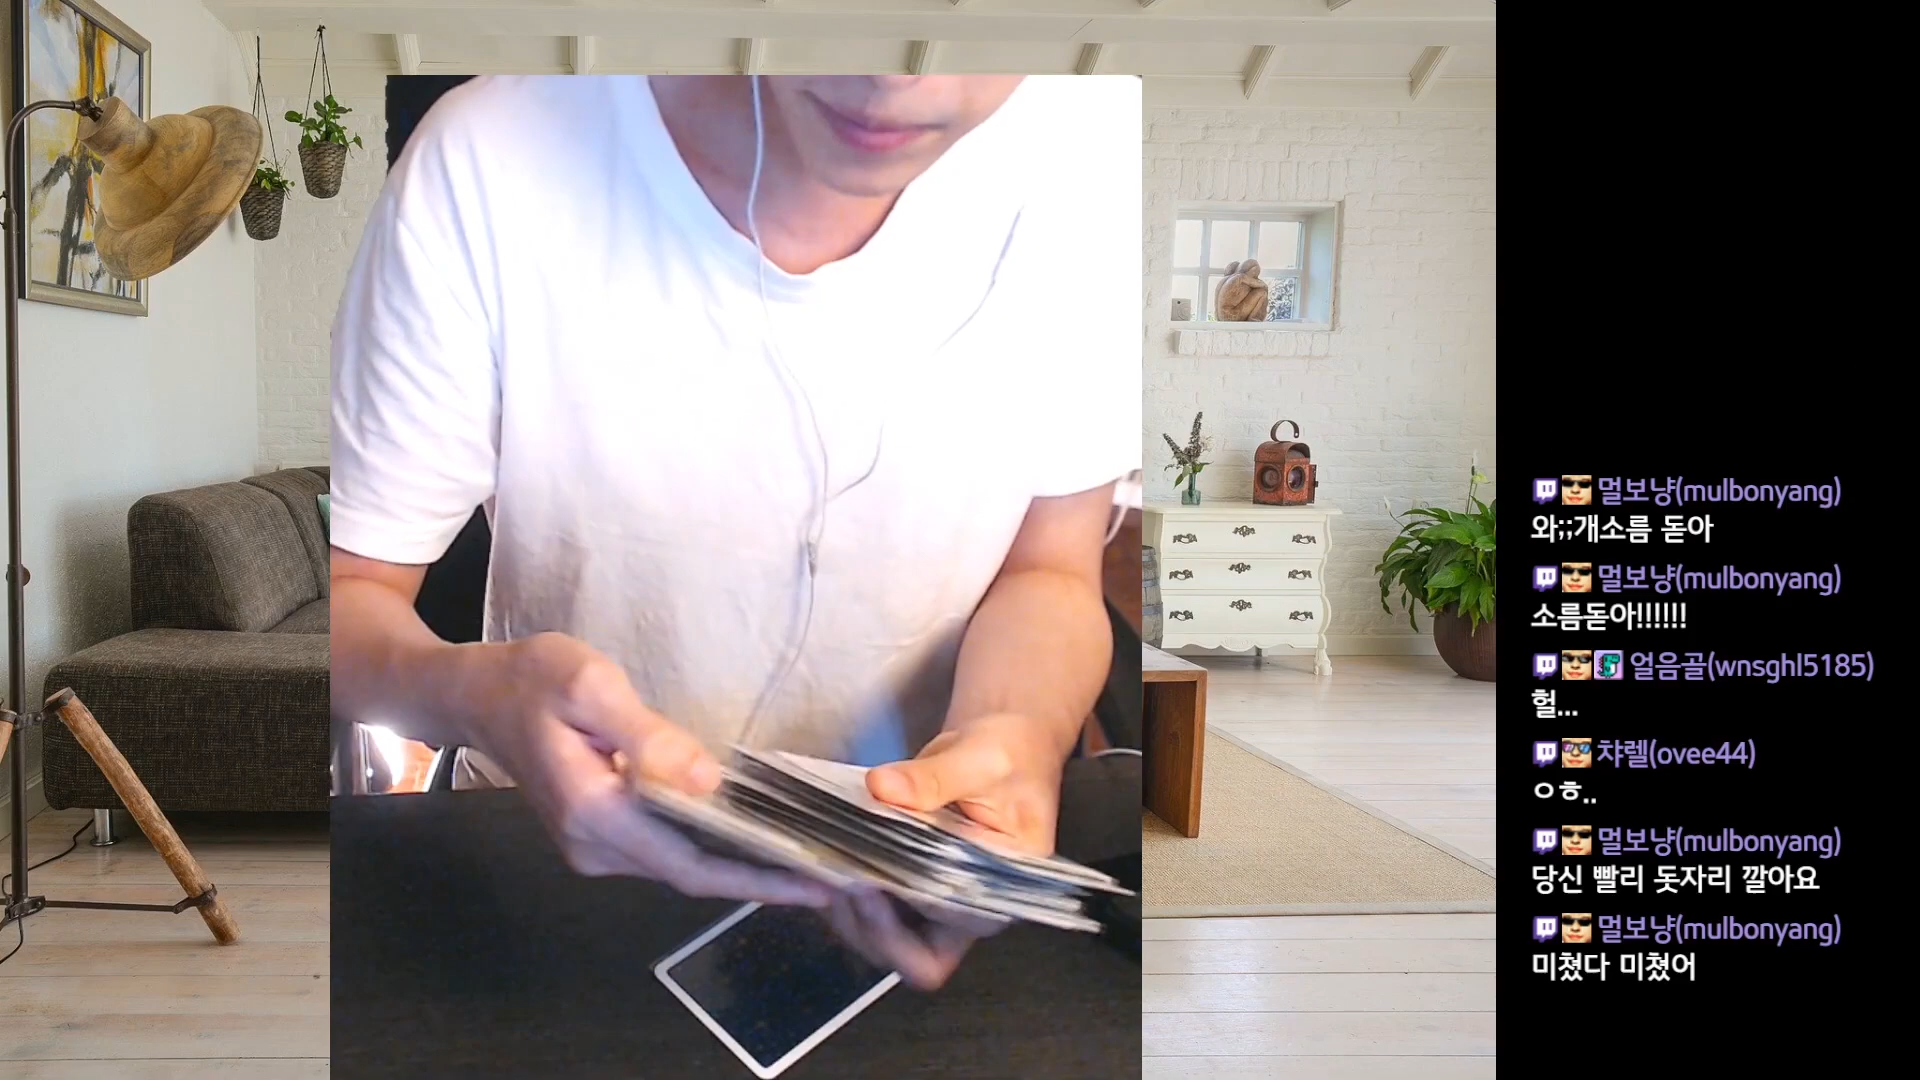 멀보냥(mulbonyang)
와;;개소름 돋아
멀보냥(mulbonyang)
소름돋아!!!!!!
얼음골(wnsghl5185)
헐...
챠렐(ovee44)
ㅇㅎ..
멀보냥(mulbonyang)
당신 빨리 돗자리 깔아요
멀보냥(mulbonyang)
미쳤다 미쳤어